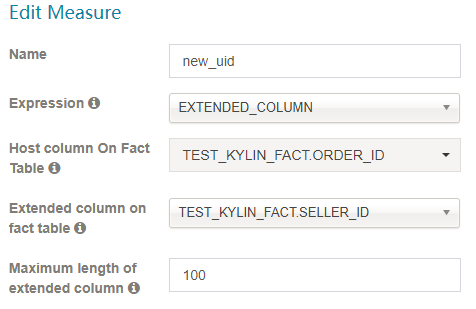 Edit Measure
Name
new_uid
Expression
EXTENDED_COLUMN
Host column On Fact
Table
TEST_KYLIN_FACT.ORDER_ID
Extended column on
fact table
TEST_KYLIN_FACT.SELLER_ID
Maximum length of
extended column
100